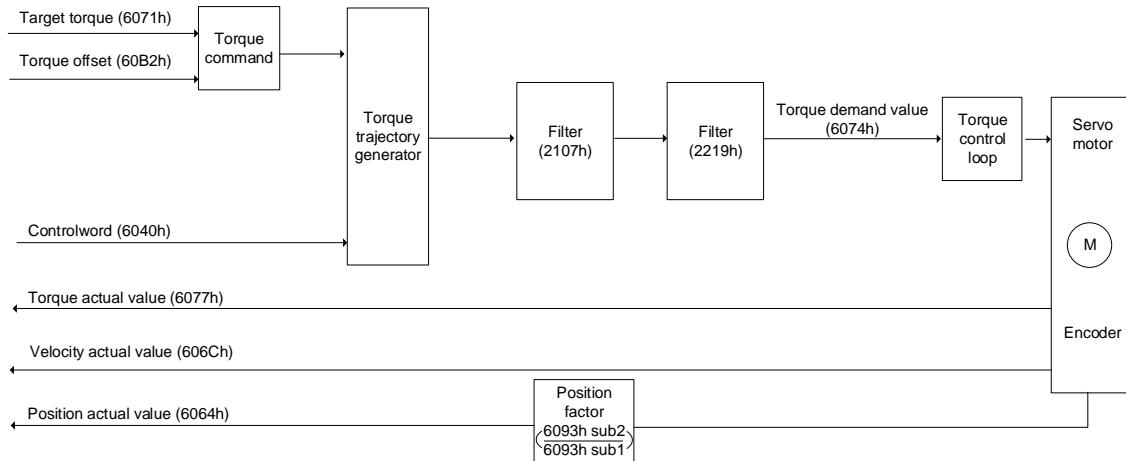 Target torque (6071h)
Torque offset (60B2h)
Torque
command
Torque
trajectory
generator
Controlword (6040h)
Filter
(2107h)
Filter
(2219h)
Torque demand value
(6074h)
Torque
control
loop
Servo
motor
M
Encoder
Torque actual value (6077h)
Velocity actual value (606Ch)
Position actual value (6064h)
Position
factor
(6093h sub2
6093h sub1)